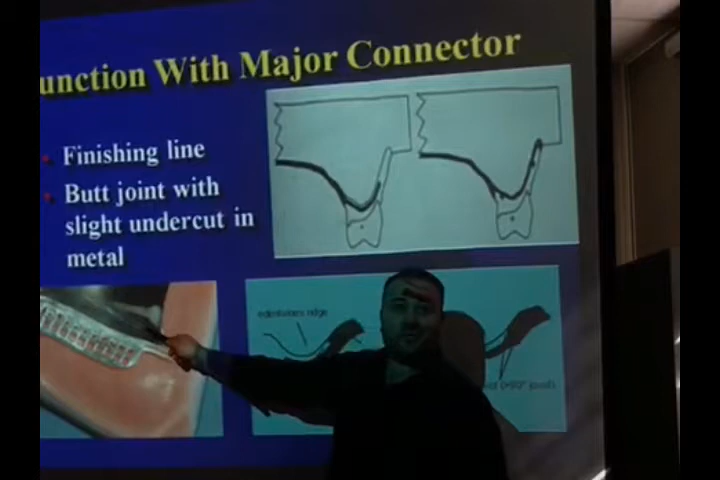 unction With Major Connector
Finishing line
Butt joint with
slight undercut in
metal
edentulous ridge